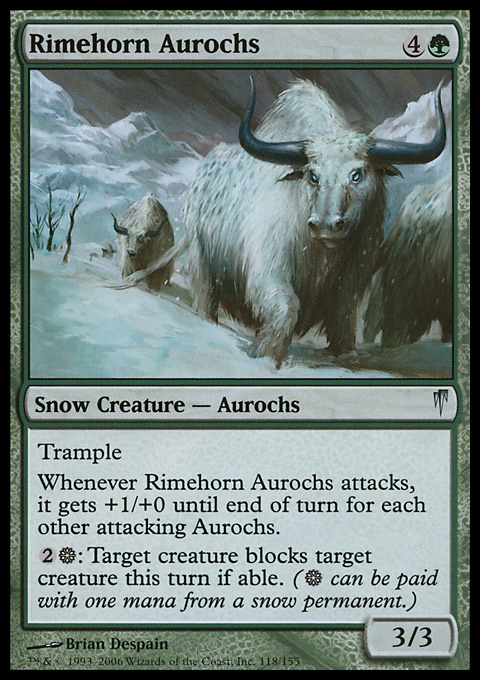 Rimehorn Aurochs 4
Snow Creature — Aurochs
Trample
Whenever Rimehorn Aurochs attacks,
it gets +1/+0 until end of turn for each
other attacking Aurochs.
2 : Target creature blocks target
creature this turn if able. ( can be paid
with one mana from a snow permanent.)
3/3
Brian Despain
™ & © 1993–2006 Wizards of the Coast, Inc. 118/155